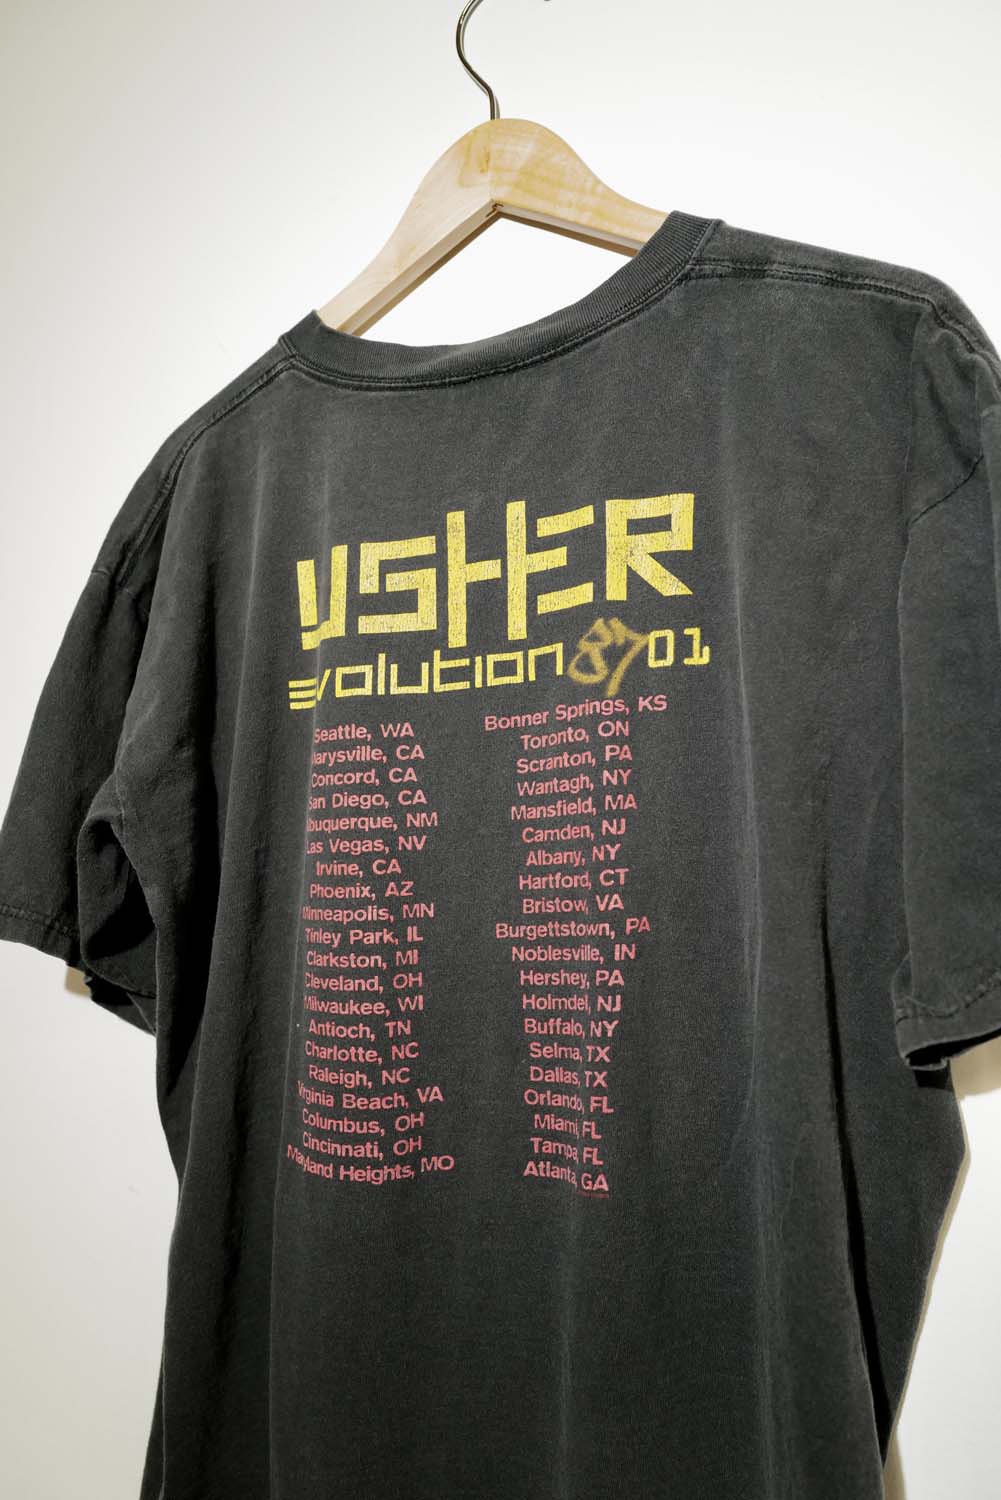 USHER
evolution 8701
Seattle, WA
Marysville, CA
Concord, CA
San Diego, CA
Albuquerque, NM
Las Vegas, NV
Irvine, CA
Phoenix, AZ
Minneapolis, MN
Tinley Park, IL
Clarkston, MI
Cleveland, OH
Milwaukee, WI
Antioch, TN
Charlotte, NC
Raleigh, NC
Virginia Beach, VA
Columbus, OH
Cincinnati, OH
Maryland Heights, MO
Bonner Springs, KS
Toronto, ON
Scranton, PA
Wantagh, NY
Mansfield, MA
Camden, NJ
Albany, NY
Hartford, CT
Bristow, VA
Burgettstown, PA
Noblesville, IN
Hershey, PA
Holmdel, NJ
Buffalo, NY
Selma, TX
Dallas, TX
Orlando, FL
Miami, FL
Tampa, FL
Atlanta, GA